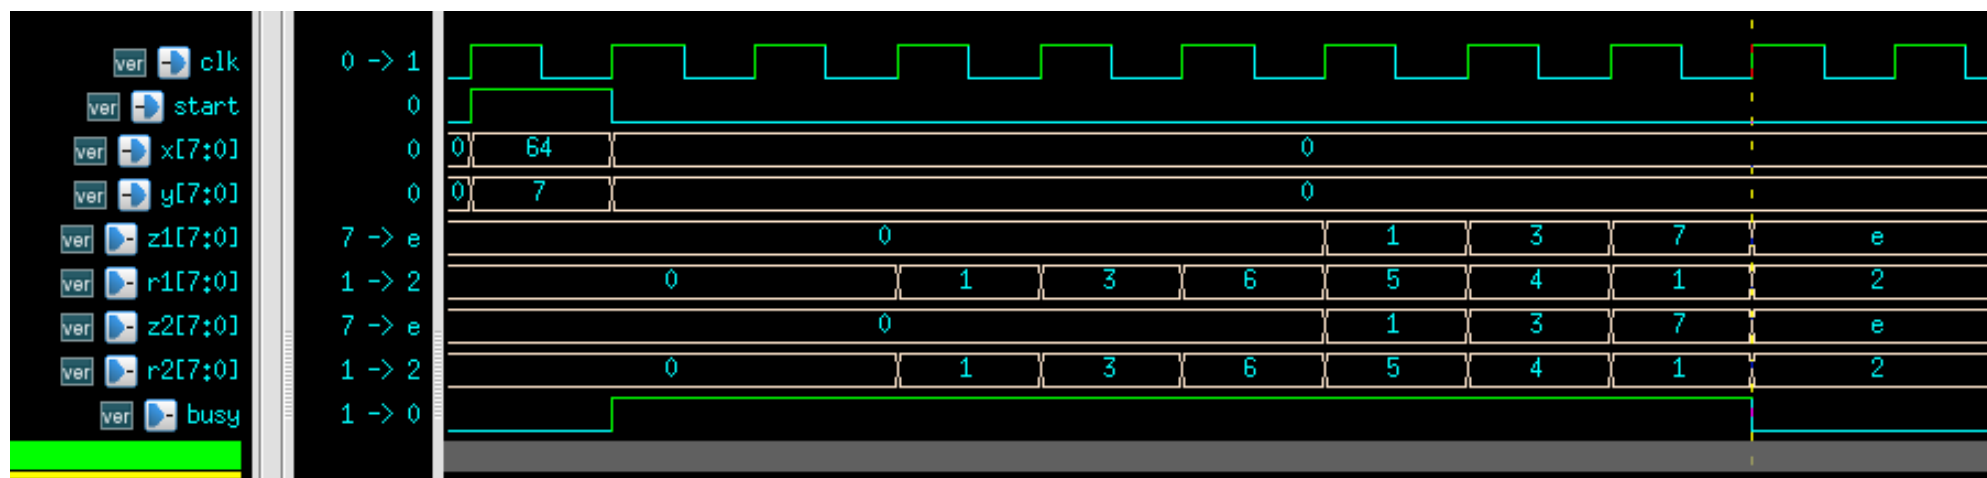 ver clk 0 -> 1
ver start 0
ver x[7:0] 0 0 64 0
ver y[7:0] 0 0 7 0
ver z1[7:0] 7 -> e 0 1 3 7 e
ver r1[7:0] 1 -> 2 0 1 3 6 5 4 1 2
ver z2[7:0] 7 -> e 0 1 3 7 e
ver r2[7:0] 1 -> 2 0 1 3 6 5 4 1 2
ver busy 1 -> 0